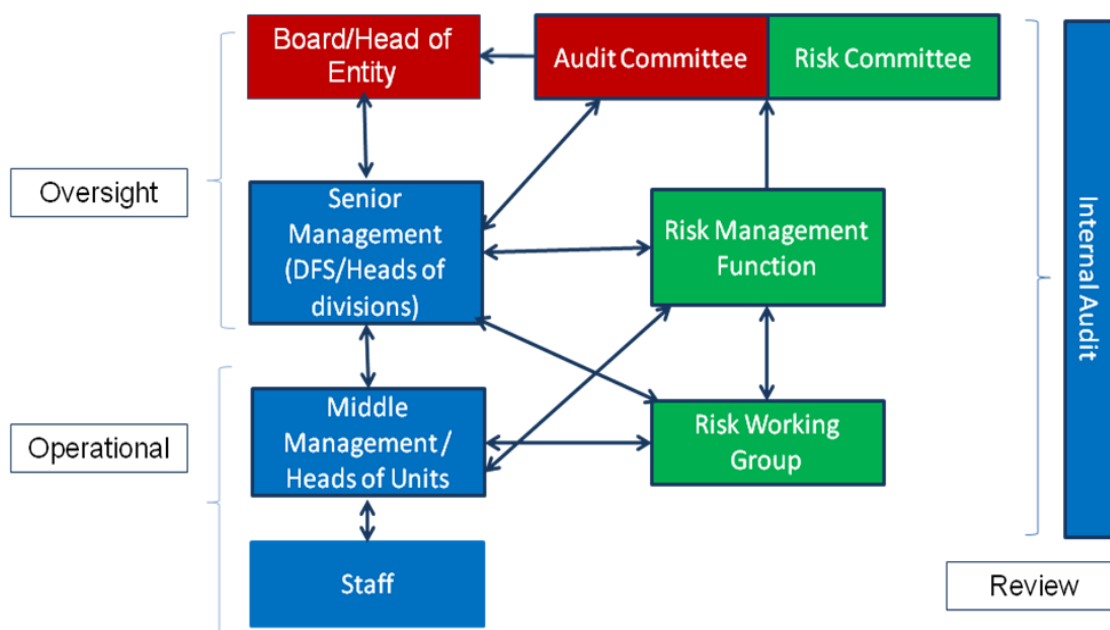 Board/Head of
Entity
Audit Committee
Risk Committee
Oversight
Senior
Management
(DFS/Heads of
divisions)
Risk Management
Function
Internal Audit
Operational
Middle
Management /
Heads of Units
Risk Working
Group
Staff
Review